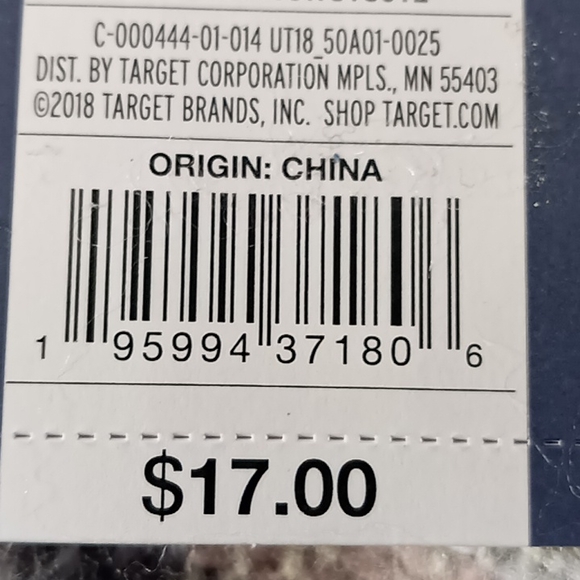 C-000444-01-014 UT18_50A01-0025
DIST. BY TARGET CORPORATION MPLS., MN 55403
©2018 TARGET BRANDS, INC. SHOP TARGET.COM
ORIGIN: CHINA
1 95994 37180 6
$17.00